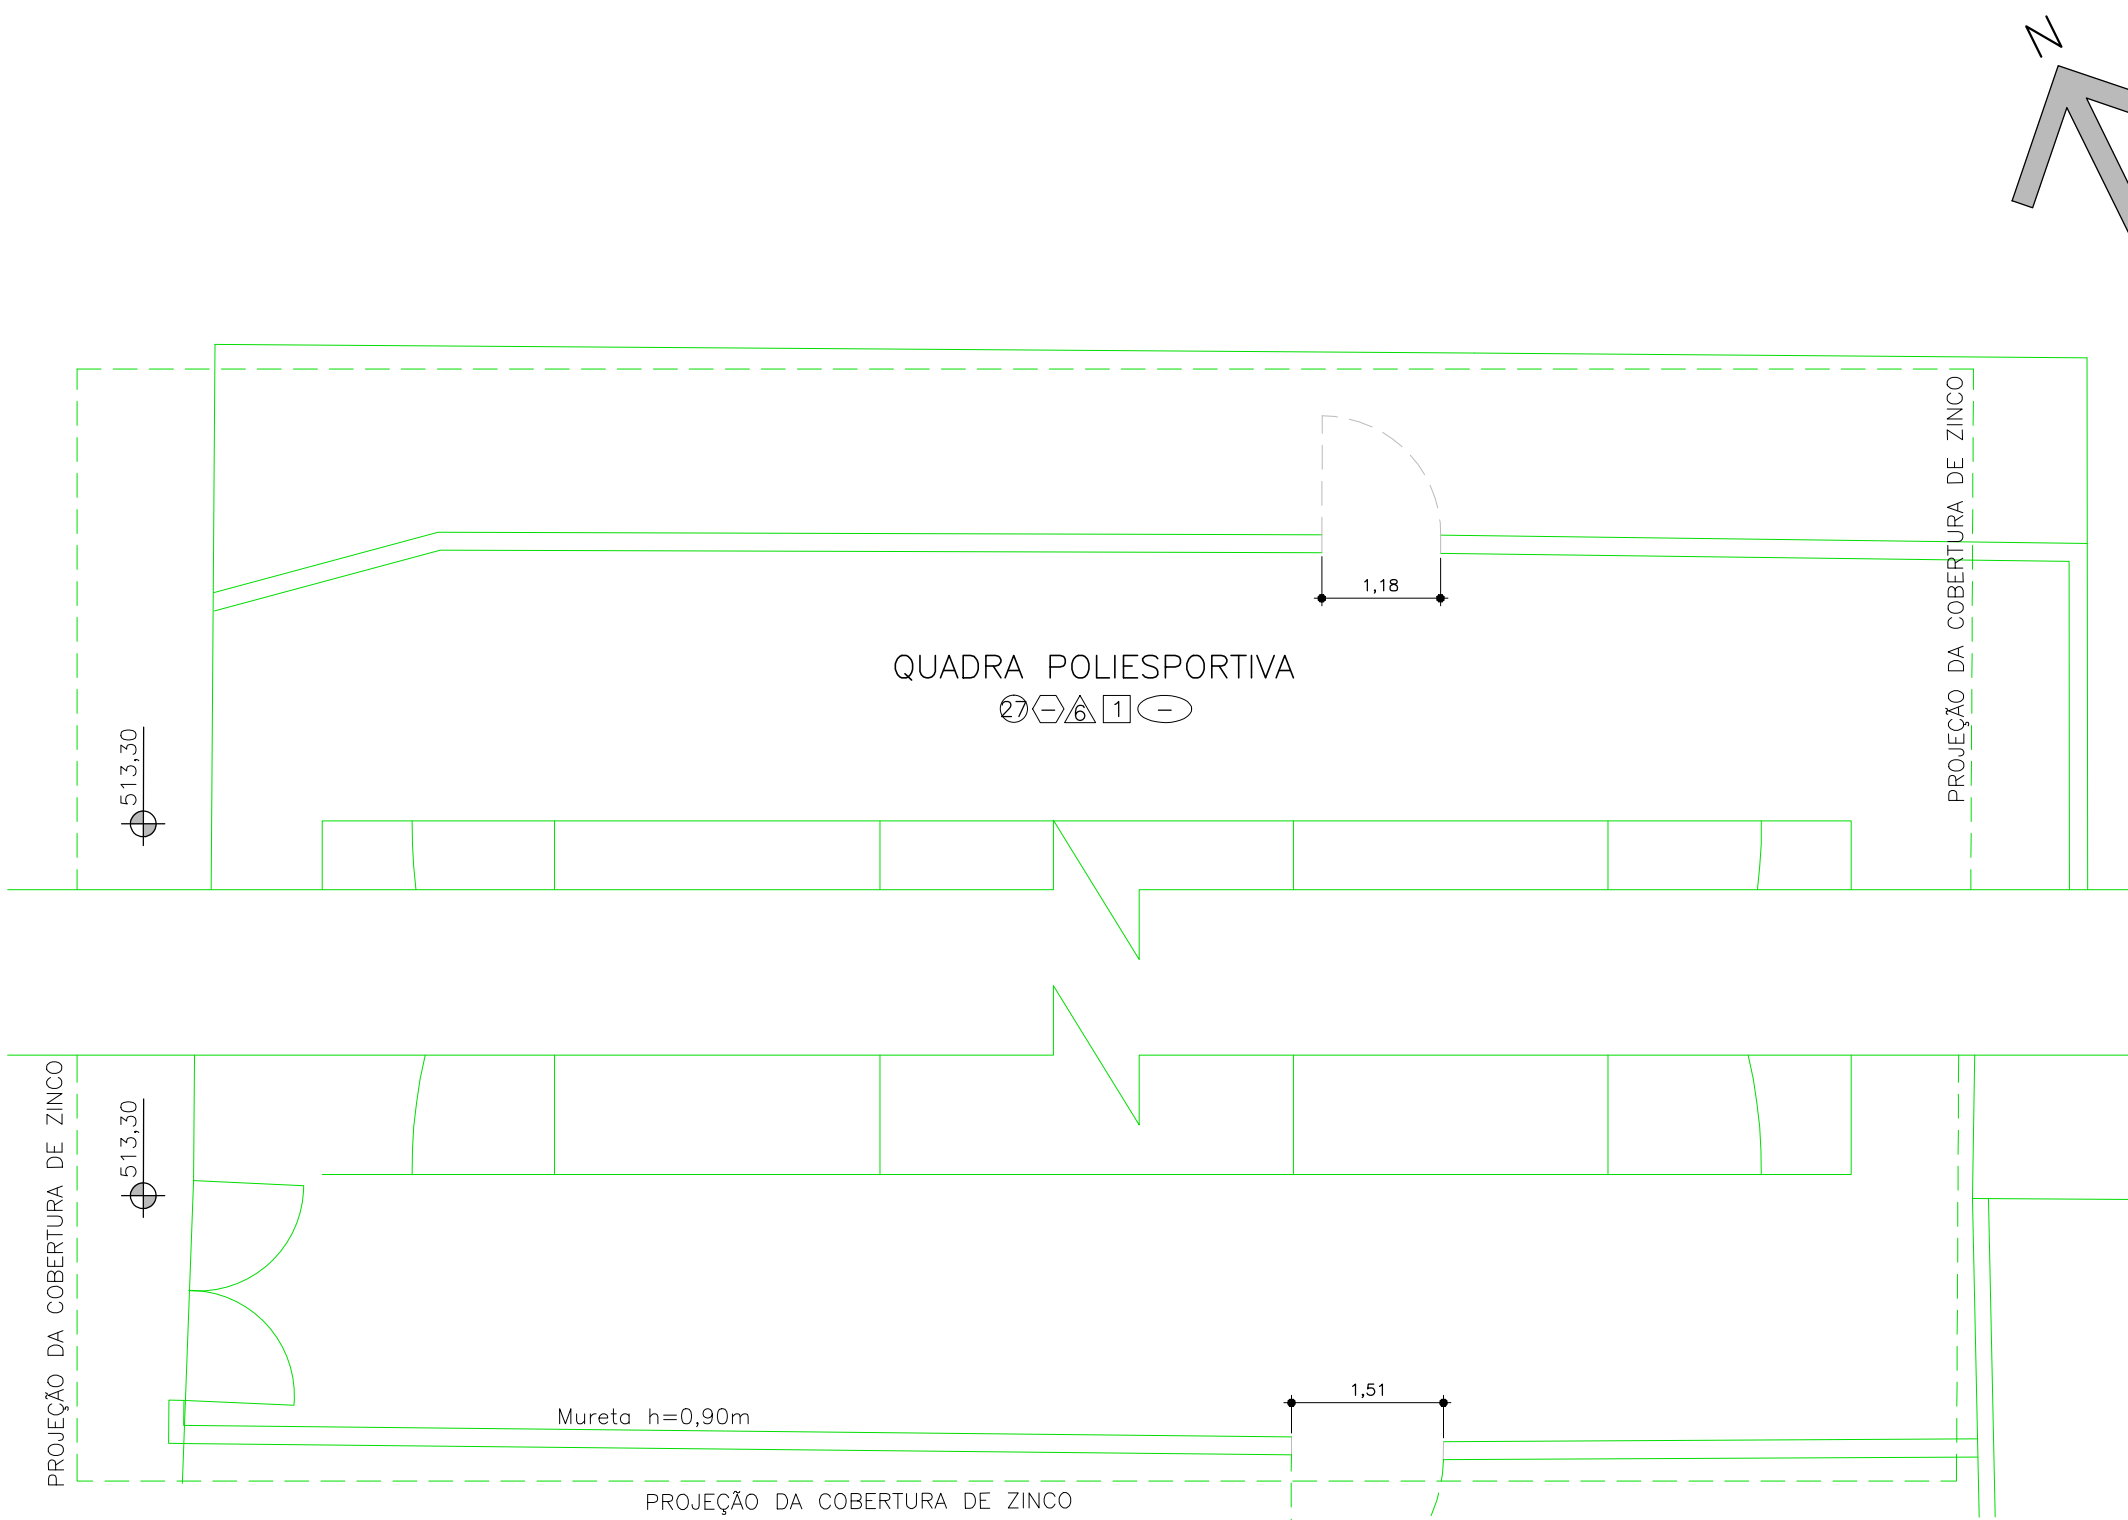 N
PROJEÇÃO DA COBERTURA DE ZINCO
1,18
QUADRA POLIESPORTIVA
27 - 6 1 -
513,30
PROJEÇÃO DA COBERTURA DE ZINCO
513,30
1,51
Mureta h=0,90m
PROJEÇÃO DA COBERTURA DE ZINCO